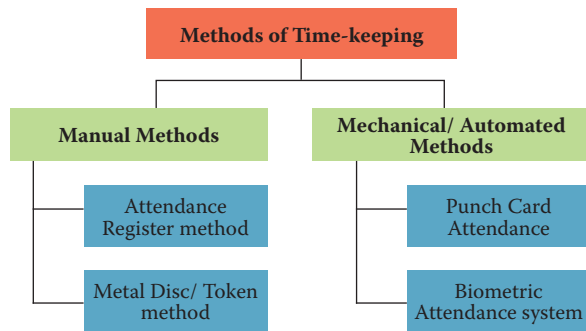 Methods of Time-keeping
Manual Methods
Mechanical/ Automated
Methods
Attendance
Register method
Metal Disc/ Token
method
Punch Card
Attendance
Biometric
Attendance system